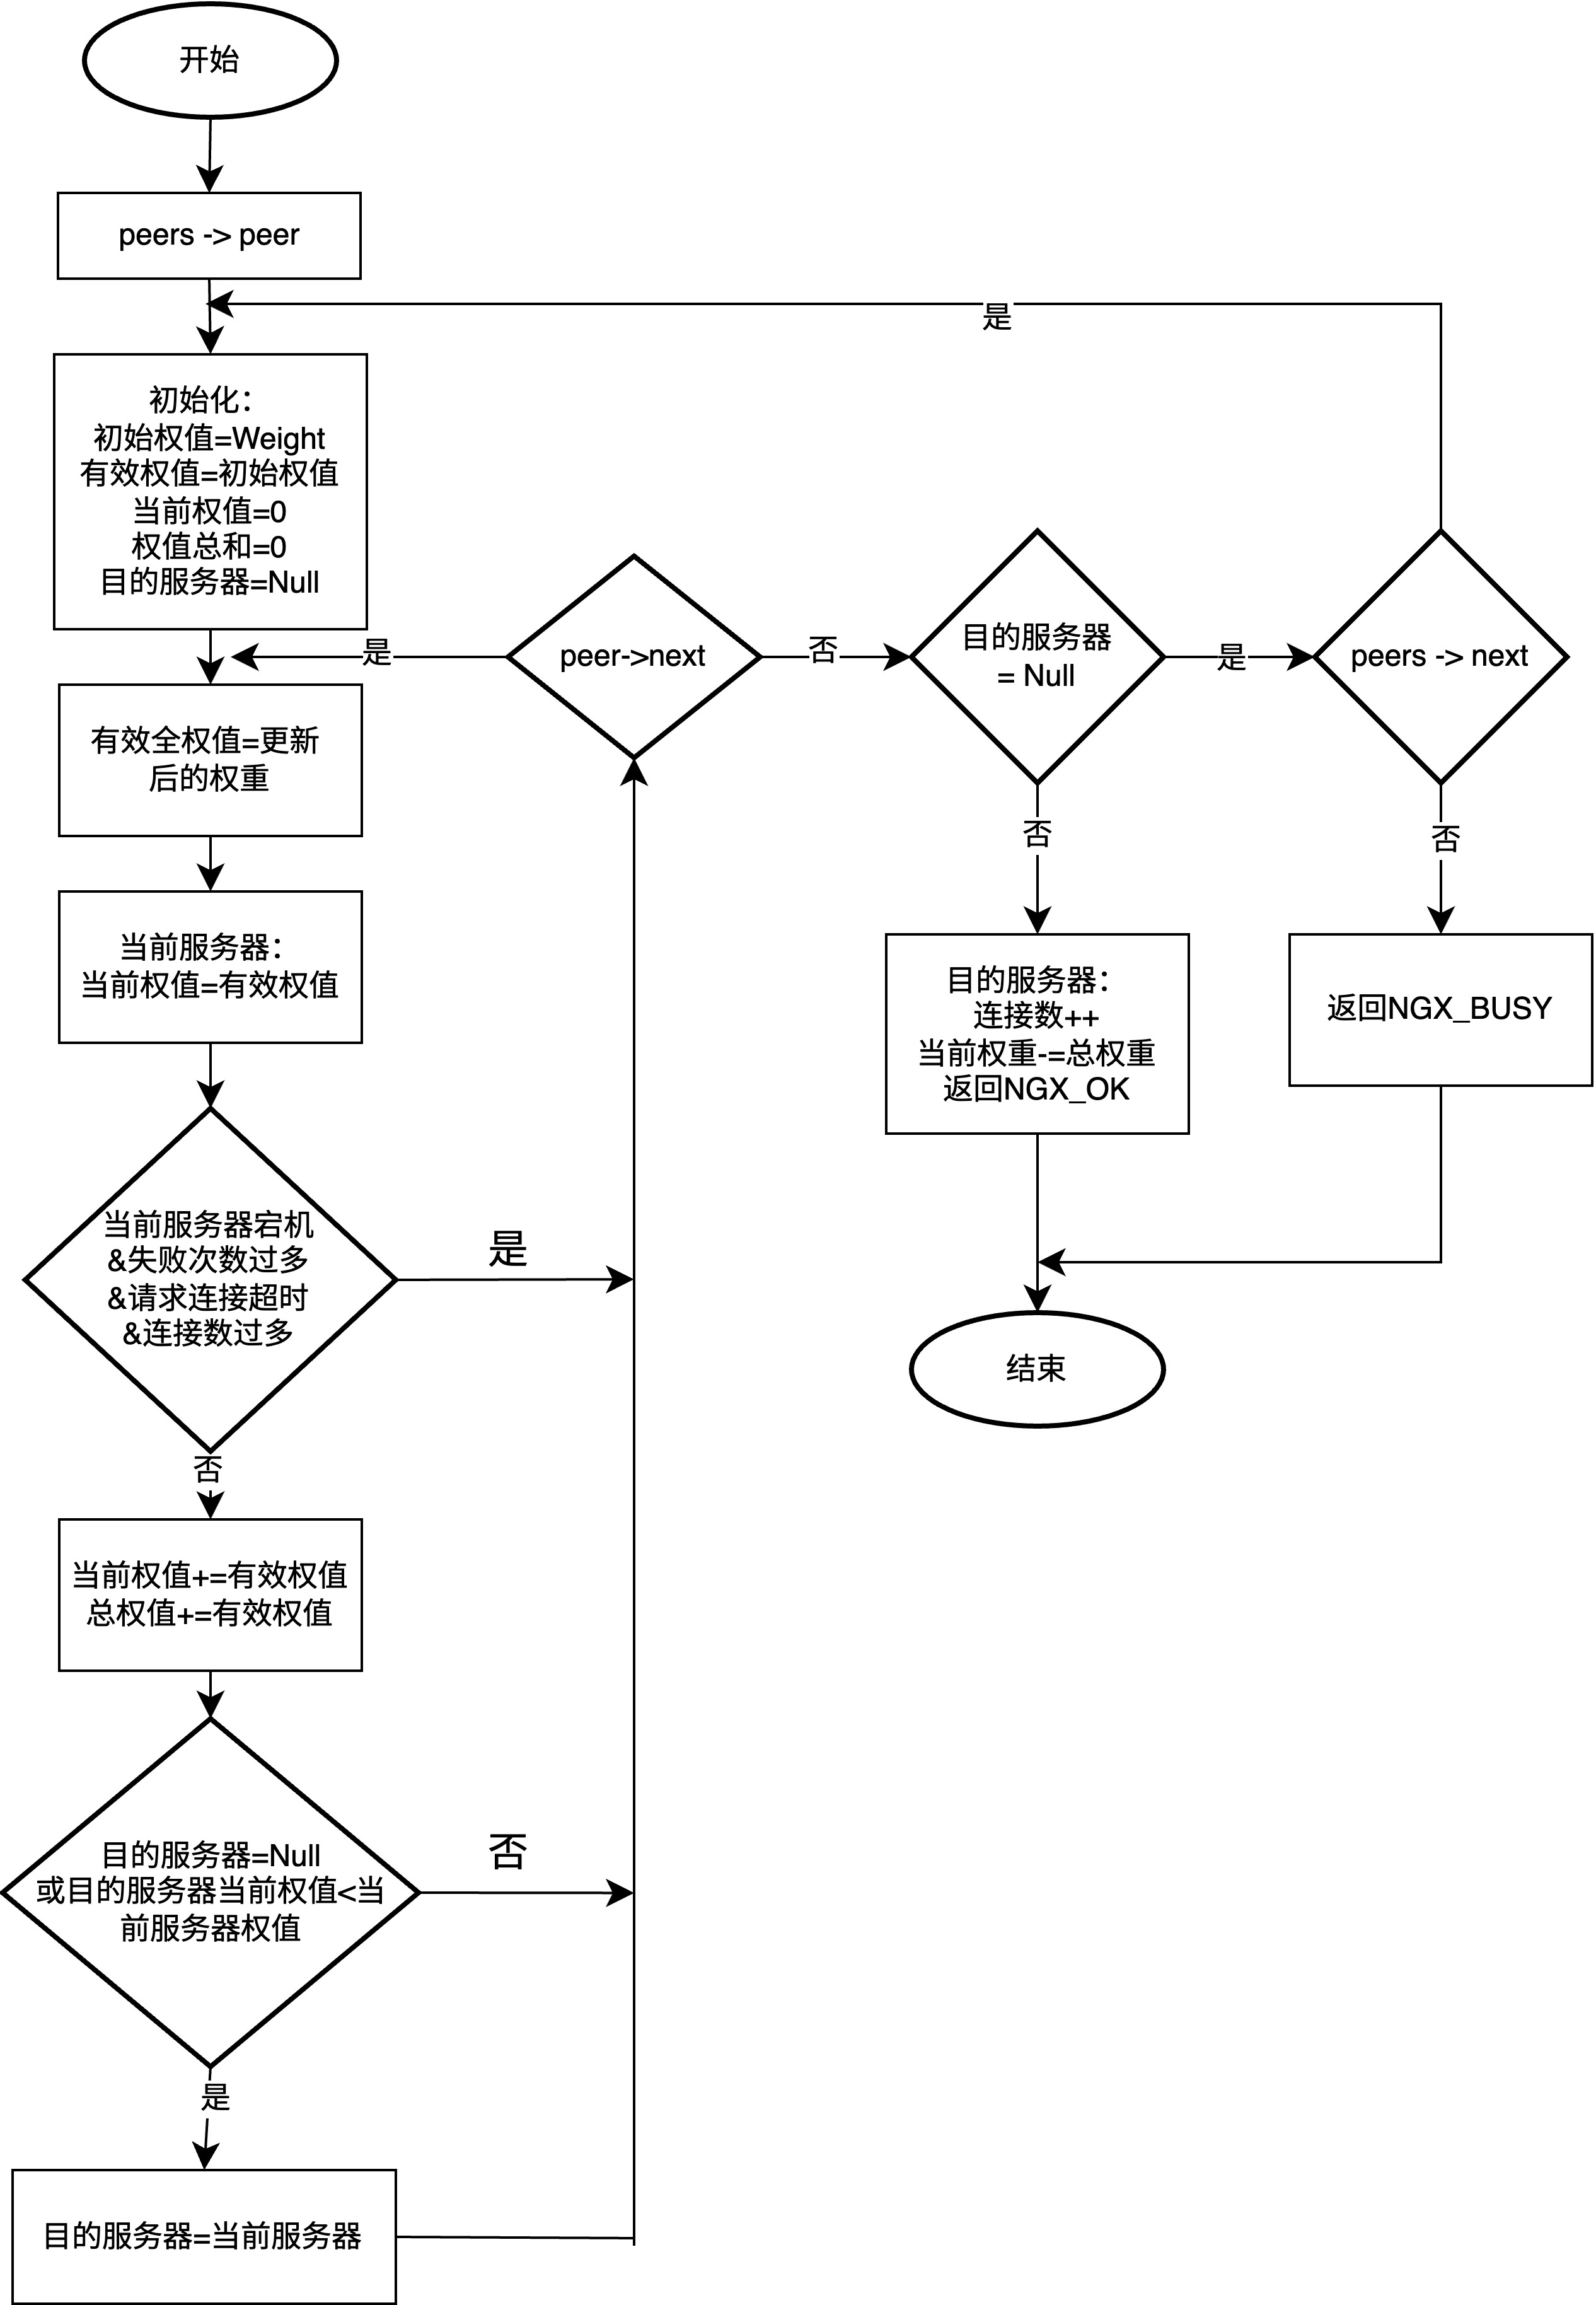 开始
peers -> peer
是
初始化：
初始权值=Weight
有效权值=初始权值
当前权值=0
权值总和=0
目的服务器=Null
是
peer->next
否
目的服务器
= Null
是
peers -> next
有效全权值=更新
后的权重
否
否
当前服务器：
当前权值=有效权值
目的服务器：
连接数++
当前权重-=总权重
返回NGX_OK
返回NGX_BUSY
当前服务器宕机
&失败次数过多
&请求连接超时
&连接数过多
是
结束
否
当前权值+=有效权值
总权值+=有效权值
目的服务器=Null
或目的服务器当前权值<当
前服务器权值
否
是
目的服务器=当前服务器